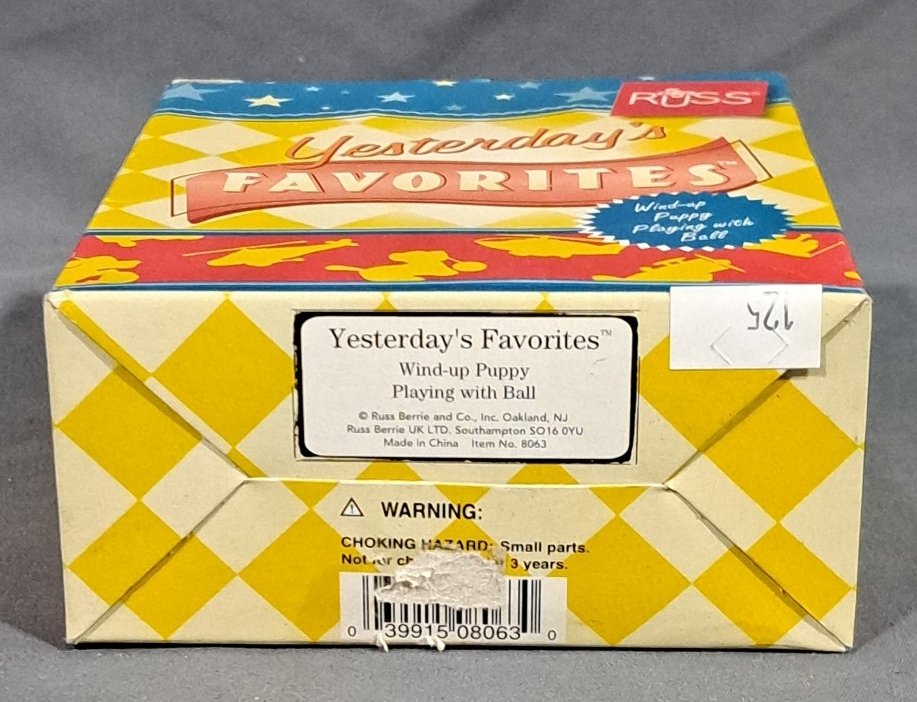 RUSS
Yesterday's
FAVORITES™
Wind-up
Puppy
Playing with
Ball
125
Yesterday's Favorites™
Wind-up Puppy
Playing with Ball
© Russ Berrie and Co., Inc. Oakland, NJ
Russ Berrie UK LTD. Southampton SO16 0YU
Made in China Item No. 8063
WARNING:
CHOKING HAZARD: Small parts.
Not 3 years.
0 39915 08063 0